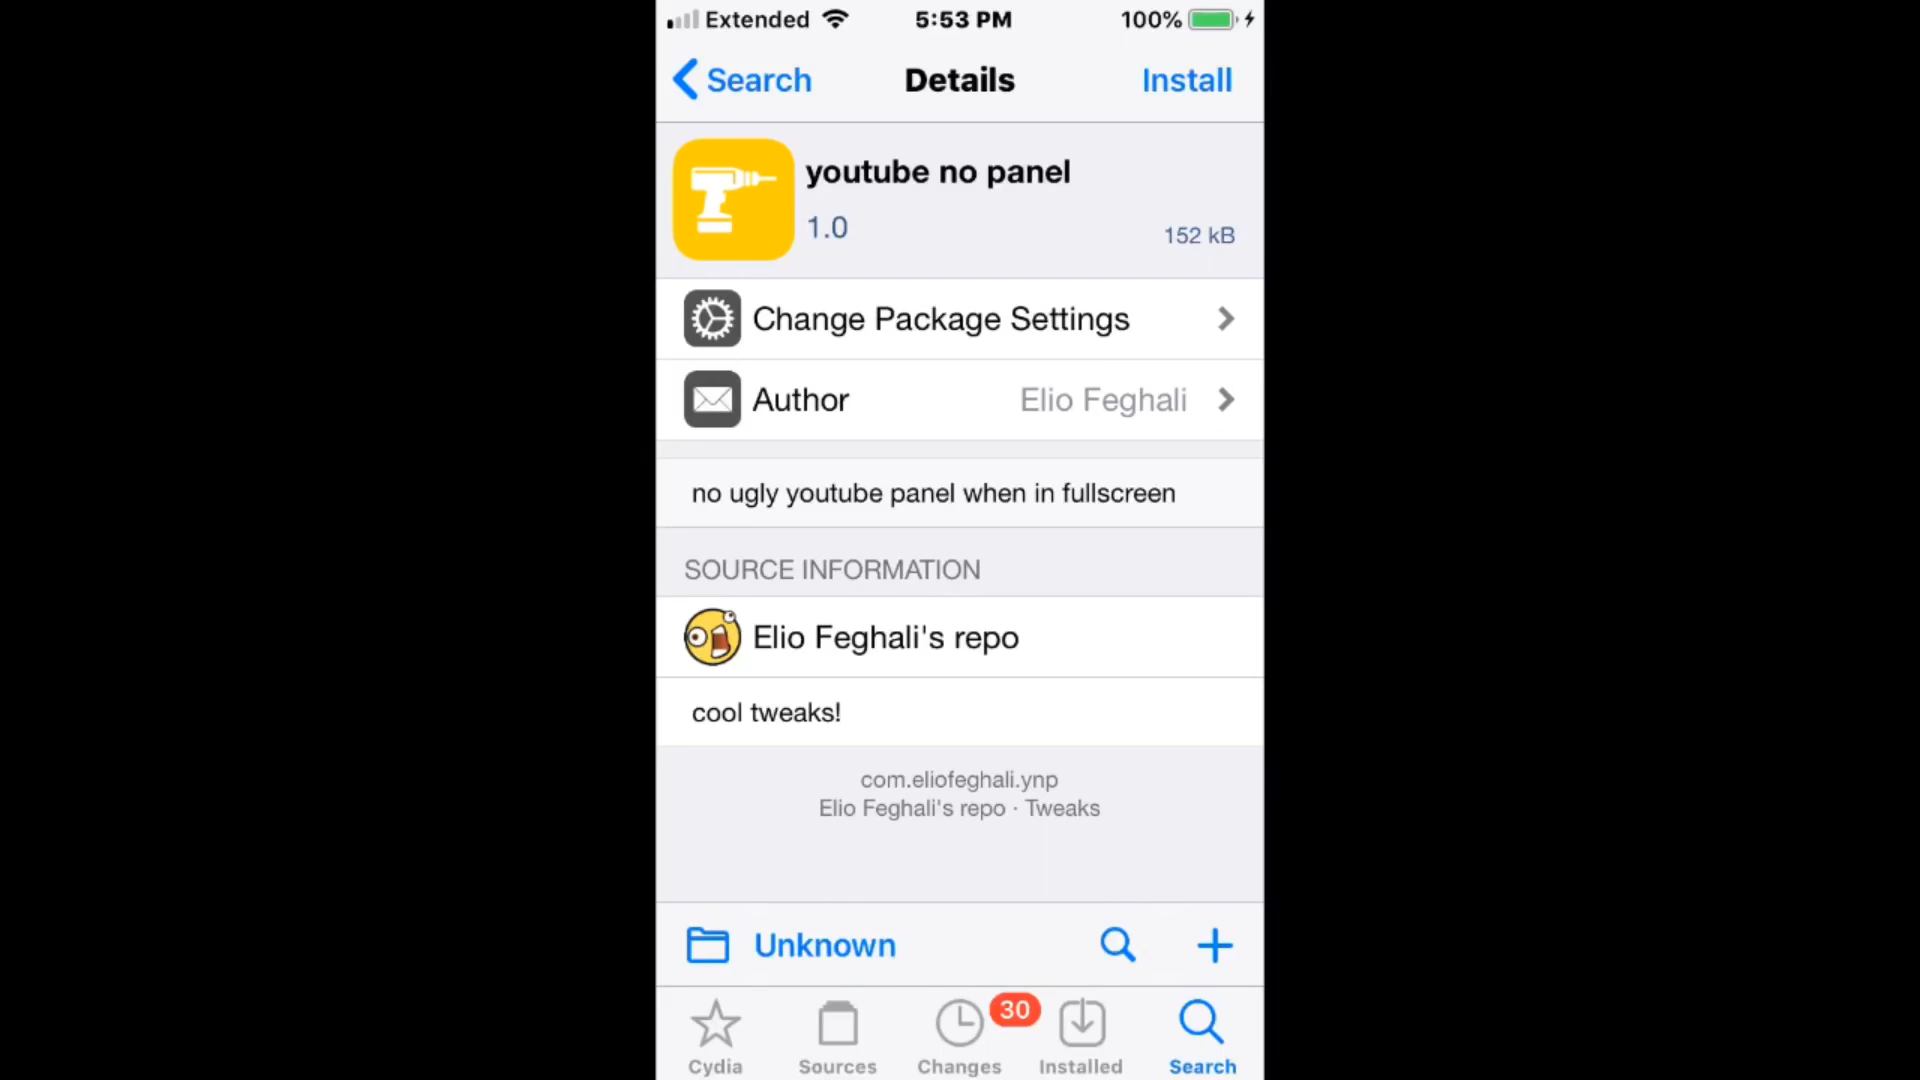 Extended 5:53 PM 100%
Search Details Install
youtube no panel
1.0 152 kB
Change Package Settings
Author Elio Feghali
no ugly youtube panel when in fullscreen
SOURCE INFORMATION
Elio Feghali's repo
cool tweaks!
com.eliofeghali.ynp
Elio Feghali's repo · Tweaks
Unknown
30
Cydia Sources Changes Installed Search